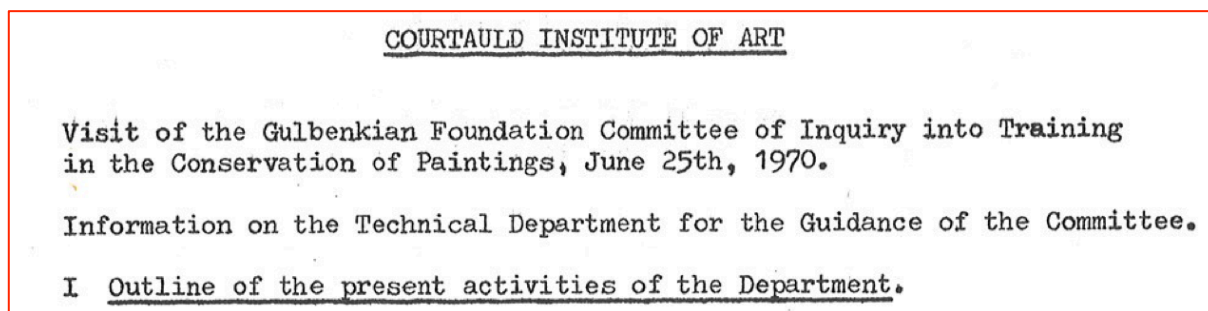 COURTAULD INSTITUTE OF ART
Visit of the Gulbenkian Foundation Committee of Inquiry into Training
in the Conservation of Paintings, June 25th, 1970.
Information on the Technical Department for the Guidance of the Committee.
I Outline of the present activities of the Department.